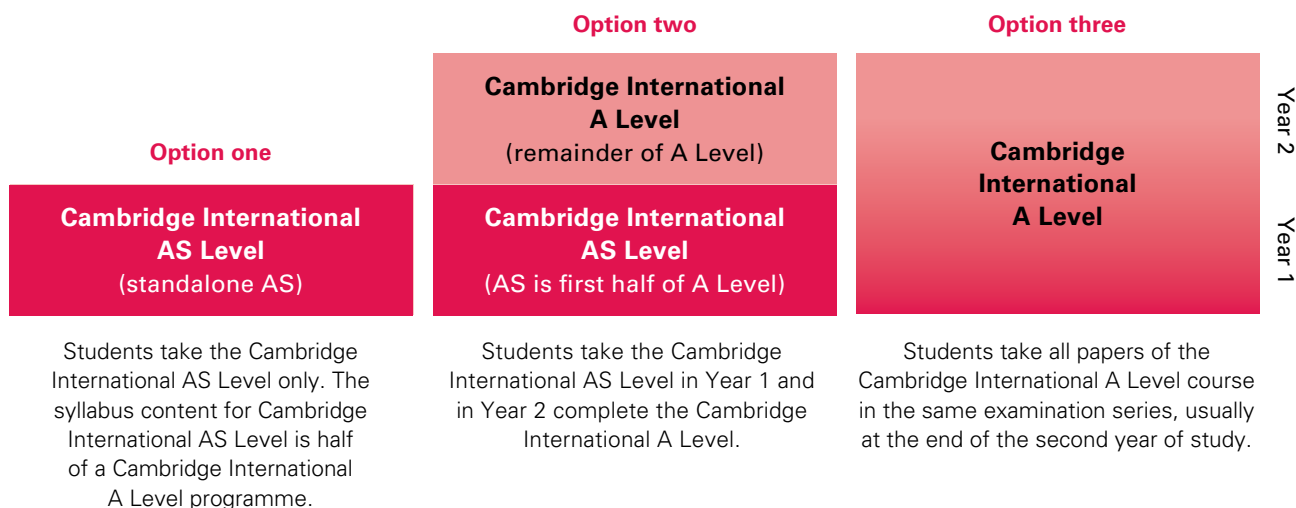 Option one
Cambridge International
AS Level
(standalone AS)
Students take the Cambridge
International AS Level only. The
syllabus content for Cambridge
International AS Level is half
of a Cambridge International
A Level programme.
Option two
Cambridge International
A Level
(remainder of A Level)
Cambridge International
AS Level
(AS is first half of A Level)
Students take the Cambridge
International AS Level in Year 1 and
in Year 2 complete the Cambridge
International A Level.
Option three
Cambridge
International
A Level
Students take all papers of the
Cambridge International A Level course
in the same examination series, usually
at the end of the second year of study.
Year 2
Year 1